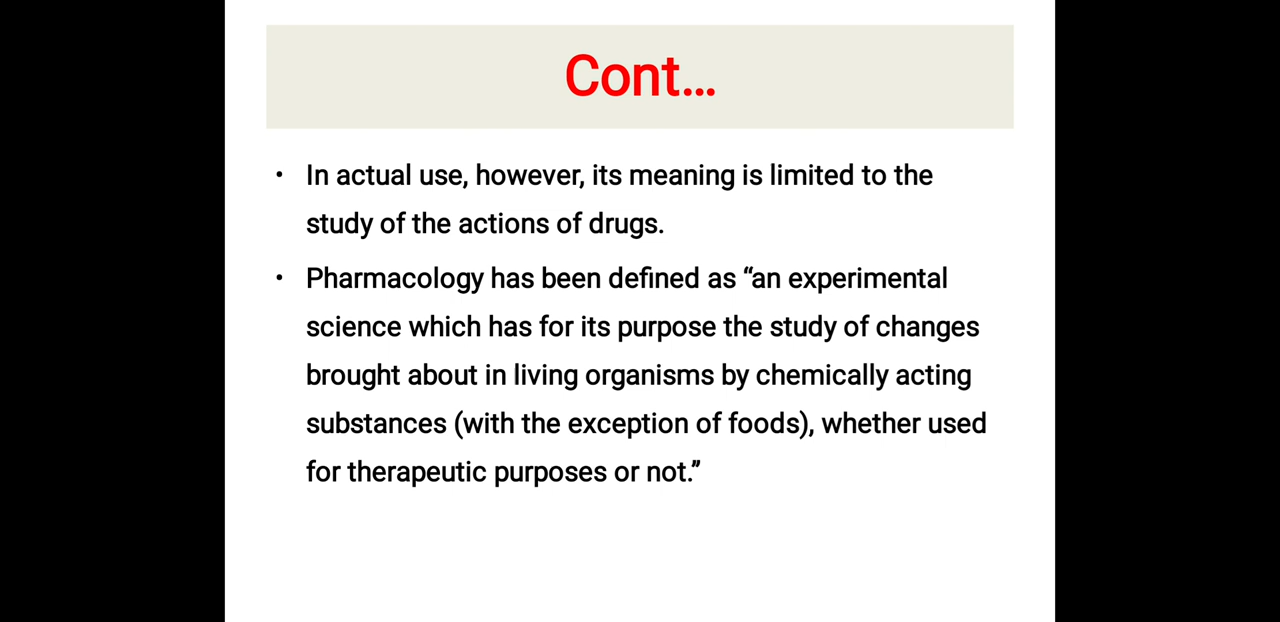 Cont...
• In actual use, however, its meaning is limited to the
study of the actions of drugs.
• Pharmacology has been defined as “an experimental
science which has for its purpose the study of changes
brought about in living organisms by chemically acting
substances (with the exception of foods), whether used
for therapeutic purposes or not.”